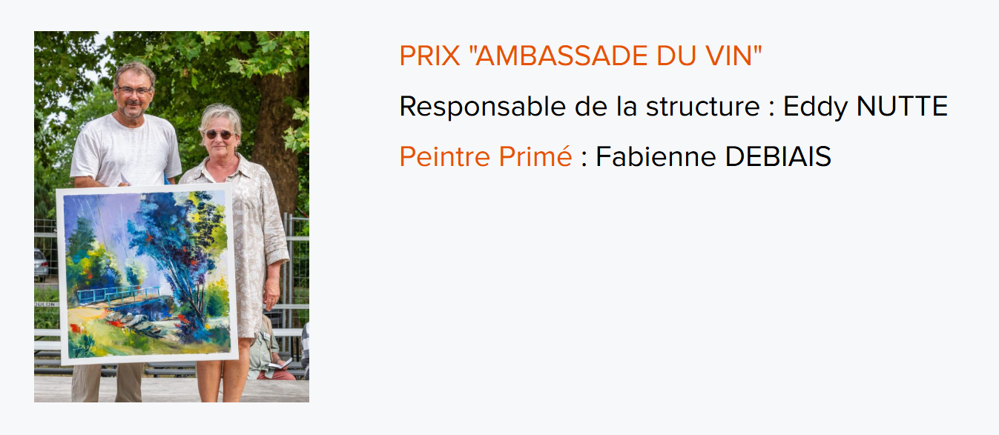 PRIX "AMBASSADE DU VIN"
Responsable de la structure : Eddy NUTTE
Peintre Primé : Fabienne DEBIAIS